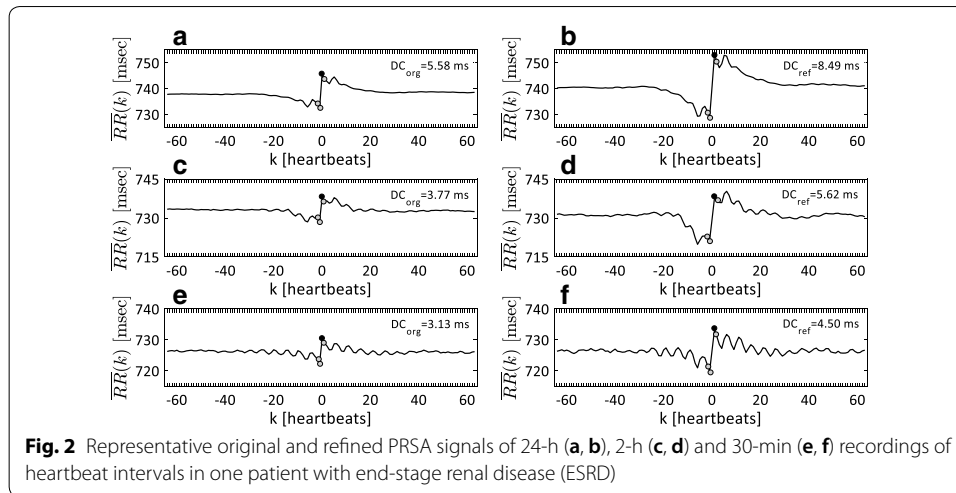 a
b
RR(k) [msec]
750
740
730
DC_org=5.58 ms
-60 -40 -20 0 20 40 60
k [heartbeats]
RR(k) [msec]
750
740
730
DC_ref=8.49 ms
-60 -40 -20 0 20 40 60
k [heartbeats]
c
d
RR(k) [msec]
745
730
715
DC_org=3.77 ms
-60 -40 -20 0 20 40 60
k [heartbeats]
RR(k) [msec]
745
730
715
DC_ref=5.62 ms
-60 -40 -20 0 20 40 60
k [heartbeats]
e
f
RR(k) [msec]
740
730
720
DC_org=3.13 ms
-60 -40 -20 0 20 40 60
k [heartbeats]
RR(k) [msec]
740
730
720
DC_ref=4.50 ms
-60 -40 -20 0 20 40 60
k [heartbeats]
Fig. 2 Representative original and refined PRSA signals of 24-h (a, b), 2-h (c, d) and 30-min (e, f) recordings of
heartbeat intervals in one patient with end-stage renal disease (ESRD)